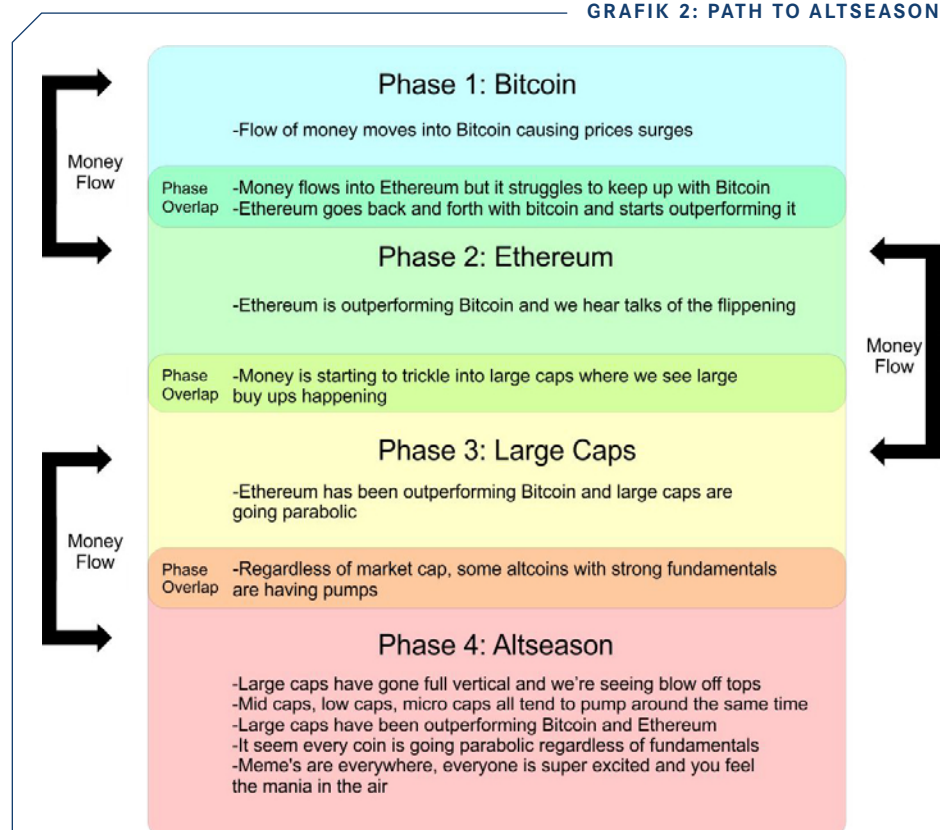 GRAFIK 2: PATH TO ALTSEASON
Phase 1: Bitcoin
-Flow of money moves into Bitcoin causing prices surges
Money
Flow
Phase
Overlap
-Money flows into Ethereum but it struggles to keep up with Bitcoin
-Ethereum goes back and forth with bitcoin and starts outperforming it
Phase 2: Ethereum
-Ethereum is outperforming Bitcoin and we hear talks of the flippening
Money
Flow
Phase
Overlap
-Money is starting to trickle into large caps where we see large
buy ups happening
Phase 3: Large Caps
-Ethereum has been outperforming Bitcoin and large caps are
going parabolic
Money
Flow
Phase
Overlap
-Regardless of market cap, some altcoins with strong fundamentals
are having pumps
Phase 4: Altseason
-Large caps have gone full vertical and we're seeing blow off tops
-Mid caps, low caps, micro caps all tend to pump around the same time
-Large caps have been outperforming Bitcoin and Ethereum
-It seem every coin is going parabolic regardless of fundamentals
-Meme's are everywhere, everyone is super excited and you feel
the mania in the air